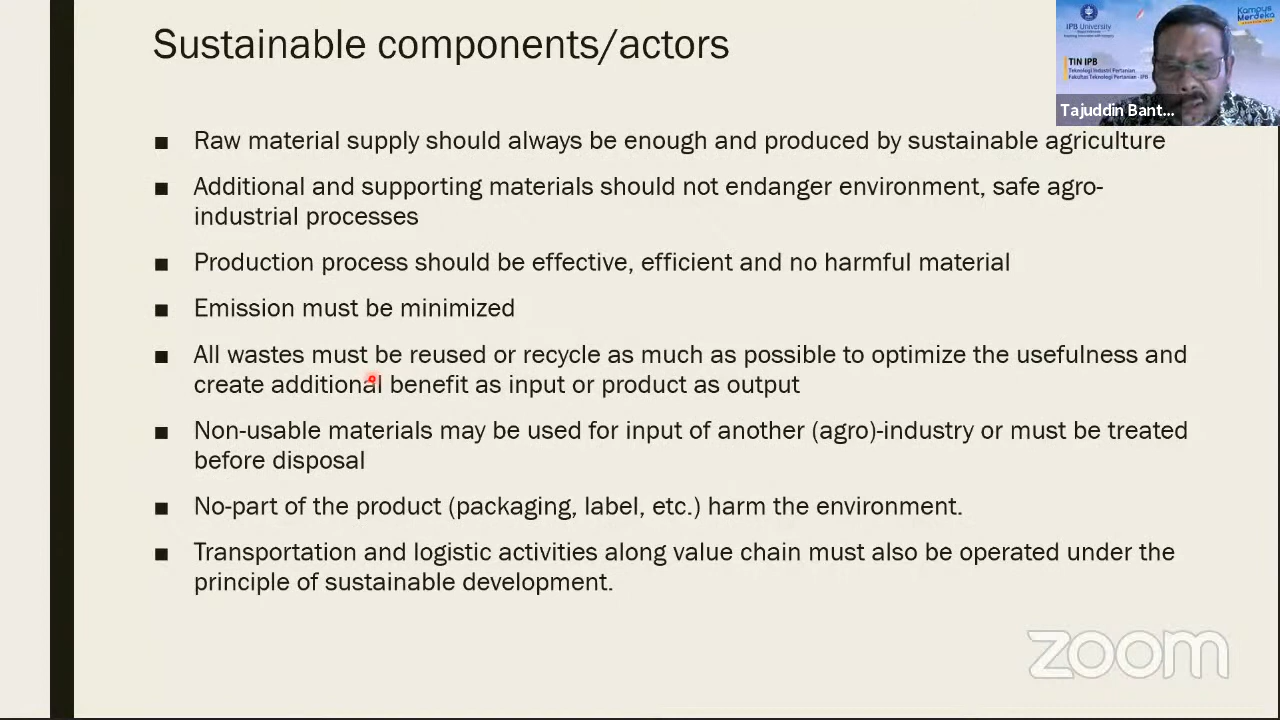 Sustainable components/actors
IPB University
Kampus
Merdeka
TIN IPB
Teknologi Industri Pertanian
Fakultas Teknologi Pertanian - IPB
Tajuddin Bant...
■ Raw material supply should always be enough and produced by sustainable agriculture
■ Additional and supporting materials should not endanger environment, safe agro-
industrial processes
■ Production process should be effective, efficient and no harmful material
■ Emission must be minimized
■ All wastes must be reused or recycle as much as possible to optimize the usefulness and
create additional benefit as input or product as output
■ Non-usable materials may be used for input of another (agro)-industry or must be treated
before disposal
■ No-part of the product (packaging, label, etc.) harm the environment.
■ Transportation and logistic activities along value chain must also be operated under the
principle of sustainable development.
zoom